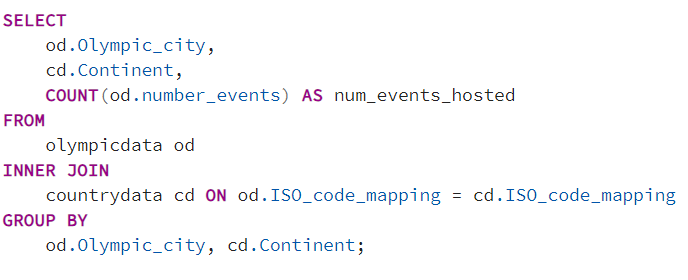 SELECT
    od.Olympic_city,
    cd.Continent,
    COUNT(od.number_events) AS num_events_hosted
FROM
    olympicdata od
INNER JOIN
    countrydata cd ON od.ISO_code_mapping = cd.ISO_code_mapping
GROUP BY
    od.Olympic_city, cd.Continent;